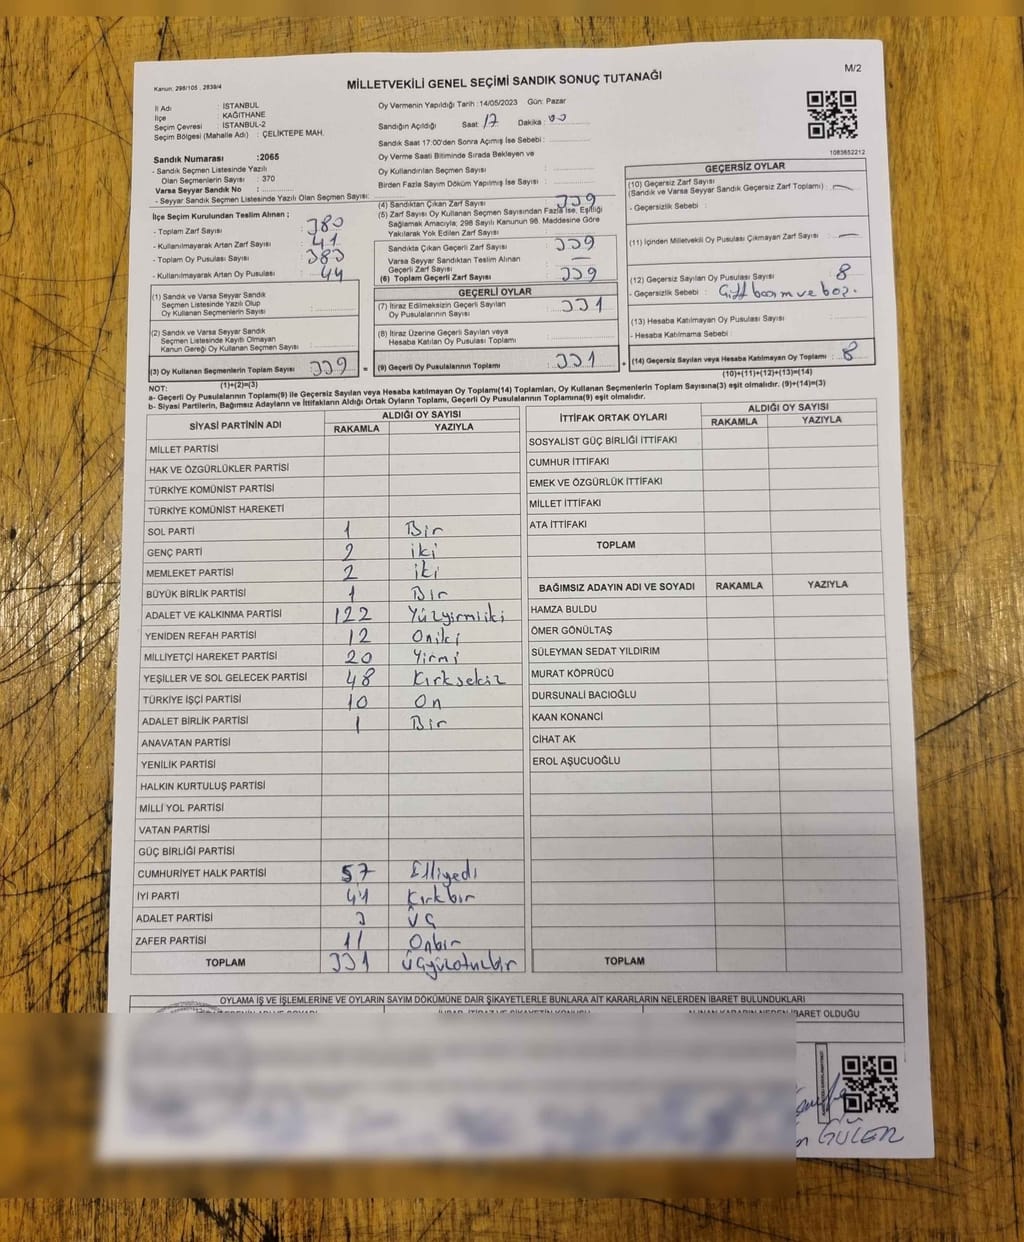 Kanun: 298/105 , 2839/4
MİLLETVEKİLİ GENEL SEÇİMİ SANDIK SONUÇ TUTANAĞI
M/2
İl Adı : İSTANBUL
İlçe : KAĞITHANE
Seçim Çevresi : İSTANBUL-2
Seçim Bölgesi (Mahalle Adı) : ÇELİKTEPE MAH.
Sandık Numarası :2065
- Sandık Seçmen Listesinde Yazılı
Olan Seçmenlerin Sayısı : 370
Varsa Seyyar Sandık No :
- Seyyar Sandık Seçmen Listesinde Yazılı Olan Seçmen Sayısı:
Oy Vermenin Yapıldığı Tarih :14/05/2023 Gün: Pazar
Sandığın Açıldığı Saat: 17 Dakika: 00
Sandık Saat 17:00'den Sonra Açılmış İse Sebebi :
Oy Verme Saati Bitiminde Sırada Bekleyen ve
Oy Kullandırılan Seçmen Sayısı :
Birden Fazla Sayım Döküm Yapılmış İse Sayısı :
1083652212
İlçe Seçim Kurulundan Teslim Alınan ;
- Toplam Zarf Sayısı : 380
- Kullanılmayarak Artan Zarf Sayısı : 41
- Toplam Oy Pusulası Sayısı : 383
- Kullanılmayarak Artan Oy Pusulası : 44
(1) Sandık ve Varsa Seyyar Sandık
Seçmen Listesinde Yazılı Olup
Oy Kullanan Seçmenlerin Sayısı :
(2) Sandık ve Varsa Seyyar Sandık
Seçmen Listesinde Kayıtlı Olmayan
Kanun Gereği Oy Kullanan Seçmen Sayısı :
(3) Oy Kullanan Seçmenlerin Toplam Sayısı : 339
(1)+(2)=(3)
(4) Sandıktan Çıkan Zarf Sayısı : 339
(5) Zarf Sayısı Oy Kullanan Seçmen Sayısından Fazla İse, Eşitliği
Sağlamak Amacıyla; 298 Sayılı Kanunun 98. Maddesine Göre
Yakılarak Yok Edilen Zarf Sayısı :
Sandıkta Çıkan Geçerli Zarf Sayısı : 339
Varsa Seyyar Sandıktan Teslim Alınan
Geçerli Zarf Sayısı : —
(6) Toplam Geçerli Zarf Sayısı : 339
GEÇERLİ OYLAR
(7) İtiraz Edilmeksizin Geçerli Sayılan
Oy Pusulalarının Sayısı : 331
(8) İtiraz Üzerine Geçerli Sayılan veya
Hesaba Katılan Oy Pusulası Toplamı :
= (9) Geçerli Oy Pusulalarının Toplamı : 331 +
GEÇERSİZ OYLAR
(10) Geçersiz Zarf Sayısı
(Sandık ve Varsa Seyyar Sandık Geçersiz Zarf Toplamı) : —
- Geçersizlik Sebebi :
(11) İçinden Milletvekili Oy Pusulası Çıkmayan Zarf Sayısı : —
(12) Geçersiz Sayılan Oy Pusulası Sayısı : 8
- Geçersizlik Sebebi : Çift basım ve boş.
(13) Hesaba Katılmayan Oy Pusulası Sayısı :
- Hesaba Katılmama Sebebi :
(14) Geçersiz Sayılan veya Hesaba Katılmayan Oy Toplamı : 8
(10)+(11)+(12)+(13)=(14)
NOT:
a- Geçerli Oy Pusulalarının Toplamı(9) ile Geçersiz Sayılan veya Hesaba katılmayan Oy Toplamı(14) Toplamları, Oy Kullanan Seçmenlerin Toplam Sayısına(3) eşit olmalıdır. (9)+(14)=(3)
b- Siyasi Partilerin, Bağımsız Adayların ve İttifakların Aldığı Ortak Oyların Toplamı, Geçerli Oy Pusulalarının Toplamına(9) eşit olmalıdır.
SİYASİ PARTİNİN ADI ALDIĞI OY SAYISI
RAKAMLA YAZIYLA
MİLLET PARTİSİ
HAK VE ÖZGÜRLÜKLER PARTİSİ
TÜRKİYE KOMÜNİST PARTİSİ
TÜRKİYE KOMÜNİST HAREKETİ
SOL PARTİ 1 Bir
GENÇ PARTİ 2 iki
MEMLEKET PARTİSİ 2 iki
BÜYÜK BİRLİK PARTİSİ 1 Bir
ADALET VE KALKINMA PARTİSİ 122 Yüzyirmiiki
YENİDEN REFAH PARTİSİ 12 Oniki
MİLLİYETÇİ HAREKET PARTİSİ 20 Yirmi
YEŞİLLER VE SOL GELECEK PARTİSİ 48 Kırksekiz
TÜRKİYE İŞÇİ PARTİSİ 10 On
ADALET BİRLİK PARTİSİ 1 Bir
ANAVATAN PARTİSİ
YENİLİK PARTİSİ
HALKIN KURTULUŞ PARTİSİ
MİLLİ YOL PARTİSİ
VATAN PARTİSİ
GÜÇ BİRLİĞİ PARTİSİ
CUMHURİYET HALK PARTİSİ 57 Elliyedi
İYİ PARTİ 41 Kırkbir
ADALET PARTİSİ 3 Üç
ZAFER PARTİSİ 11 Onbir
TOPLAM 331 Üçyüzotuzbir
İTTİFAK ORTAK OYLARI ALDIĞI OY SAYISI
RAKAMLA YAZIYLA
SOSYALİST GÜÇ BİRLİĞİ İTTİFAKI
CUMHUR İTTİFAKI
EMEK VE ÖZGÜRLÜK İTTİFAKI
MİLLET İTTİFAKI
ATA İTTİFAKI
TOPLAM
BAĞIMSIZ ADAYIN ADI VE SOYADI RAKAMLA YAZIYLA
HAMZA BULDU
ÖMER GÖNÜLTAŞ
SÜLEYMAN SEDAT YILDIRIM
MURAT KÖPRÜCÜ
DURSUNALİ BACIOĞLU
KAAN KONANCİ
CİHAT AK
EROL AŞUCUOĞLU
TOPLAM
OYLAMA İŞ VE İŞLEMLERİNE VE OYLARIN SAYIM DÖKÜMÜNE DAİR ŞİKAYETLERLE BUNLARA AİT KARARLARIN NELERDEN İBARET BULUNDUKLARI
İBARET OLDUĞU
GÜLER